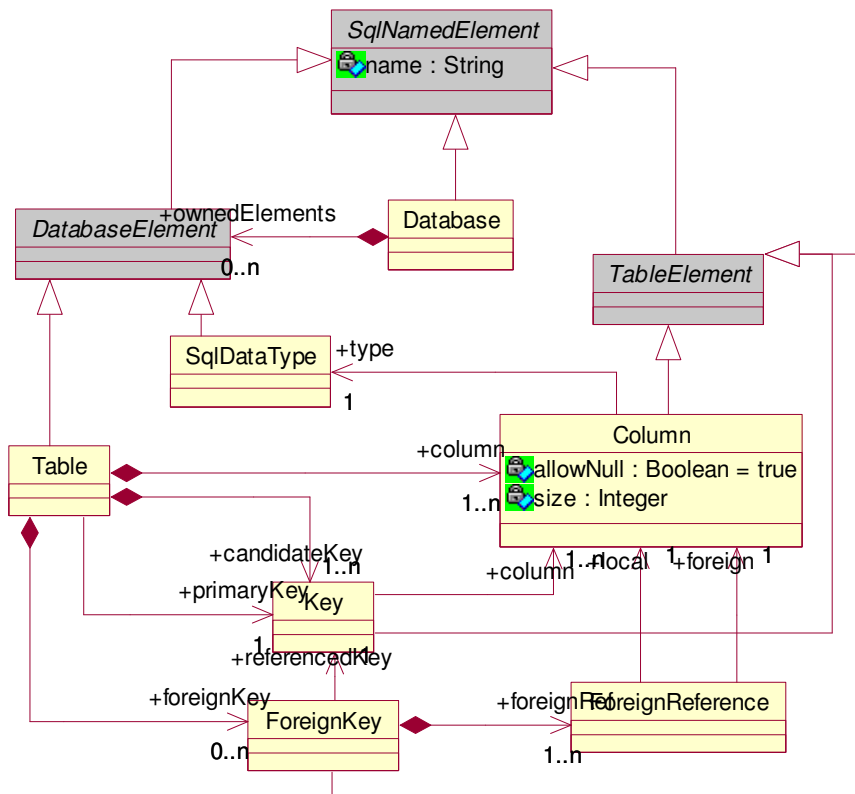 SqlNamedElement
name : String
+ownedElements
DatabaseElement
Database
0..n
TableElement
SqlDataType
+type
1
Column
allowNull : Boolean = true
size : Integer
Table
+column
1..n
+candidateKey
1..n
+column
1..n
+local
1
+foreign
1
+primaryKey
Key
1
1
+referencedKey
+foreignKey
ForeignKey
0..n
+foreignRef
ForeignReference
1..n